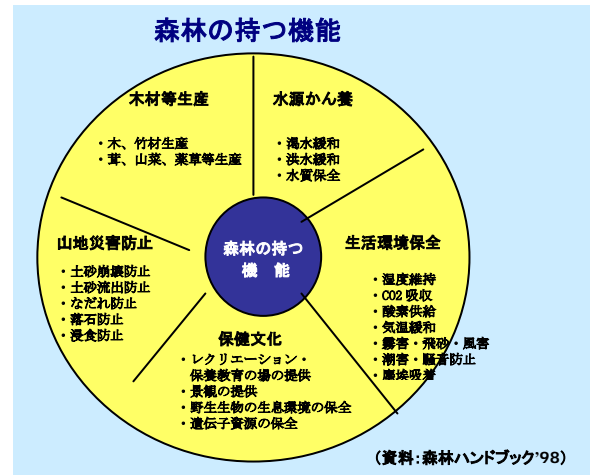 森林の持つ機能
木材等生産
・木、竹材生産
・茸、山菜、薬草等生産
水源かん養
・渇水緩和
・洪水緩和
・水質保全
山地災害防止
・土砂崩壊防止
・土砂流出防止
・なだれ防止
・落石防止
・浸食防止
森林の持つ
機 能
生活環境保全
・湿度維持
・CO2 吸収
・酸素供給
・気温緩和
・霧害・飛砂・風害
・潮害・騒音防止
・塵埃吸着
保健文化
・レクリエーション・
保養教育の場の提供
・景観の提供
・野生生物の生息環境の保全
・遺伝子資源の保全
（資料：森林ハンドブック’98）